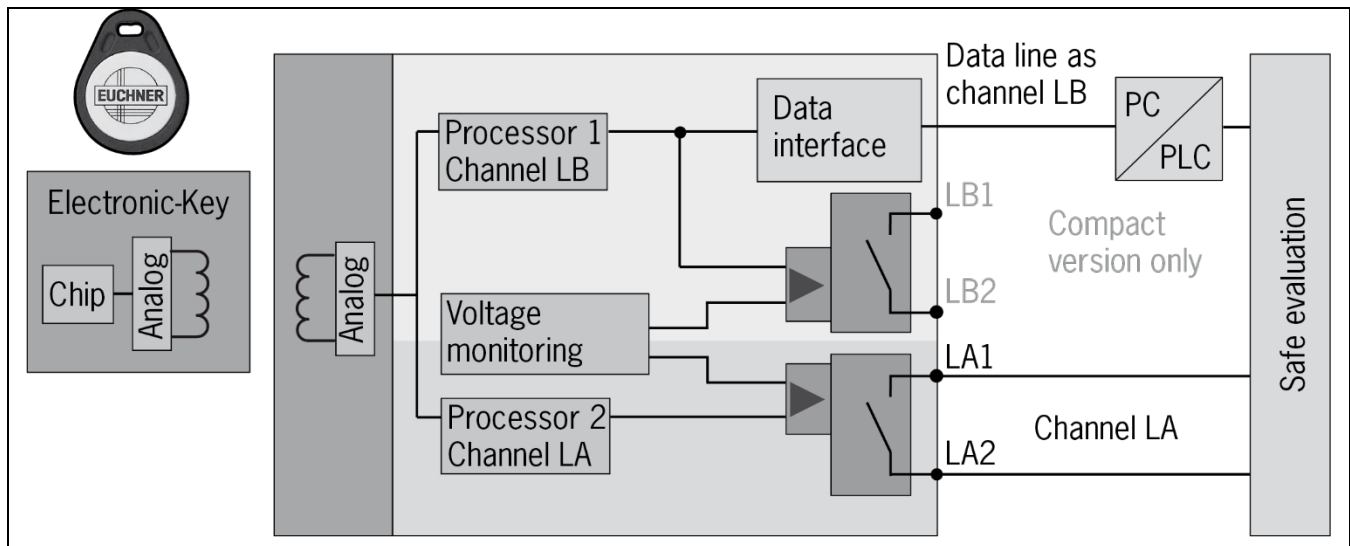 EUCHNER
Electronic-Key
Chip
Analog
Analog
Processor 1
Channel LB
Voltage
monitoring
Processor 2
Channel LA
Data
interface
Data line as
channel LB
PC
PLC
LB1
LB2
Compact
version only
LA1
Channel LA
LA2
Safe evaluation